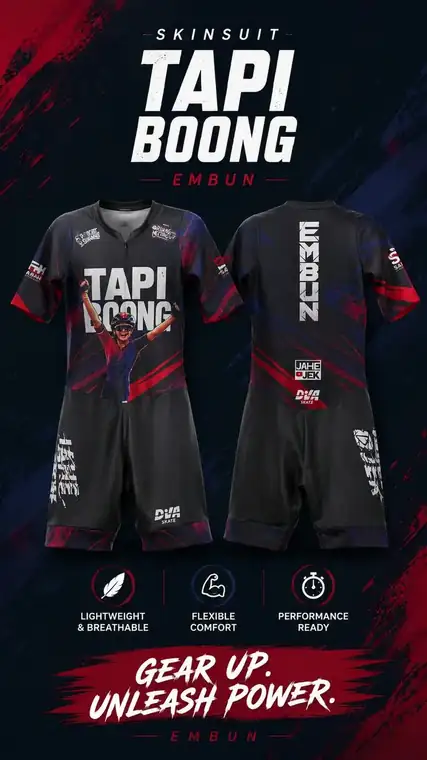 SKINSUIT
TAPI
BOONG
EMBUN
TAPI
BOONG
DVA
SKATE
EMBUN
JAHE
JEK
DVA
SKATE
LIGHTWEIGHT
& BREATHABLE
FLEXIBLE
COMFORT
PERFORMANCE
READY
GEAR UP.
UNLEASH POWER.
EMBUN